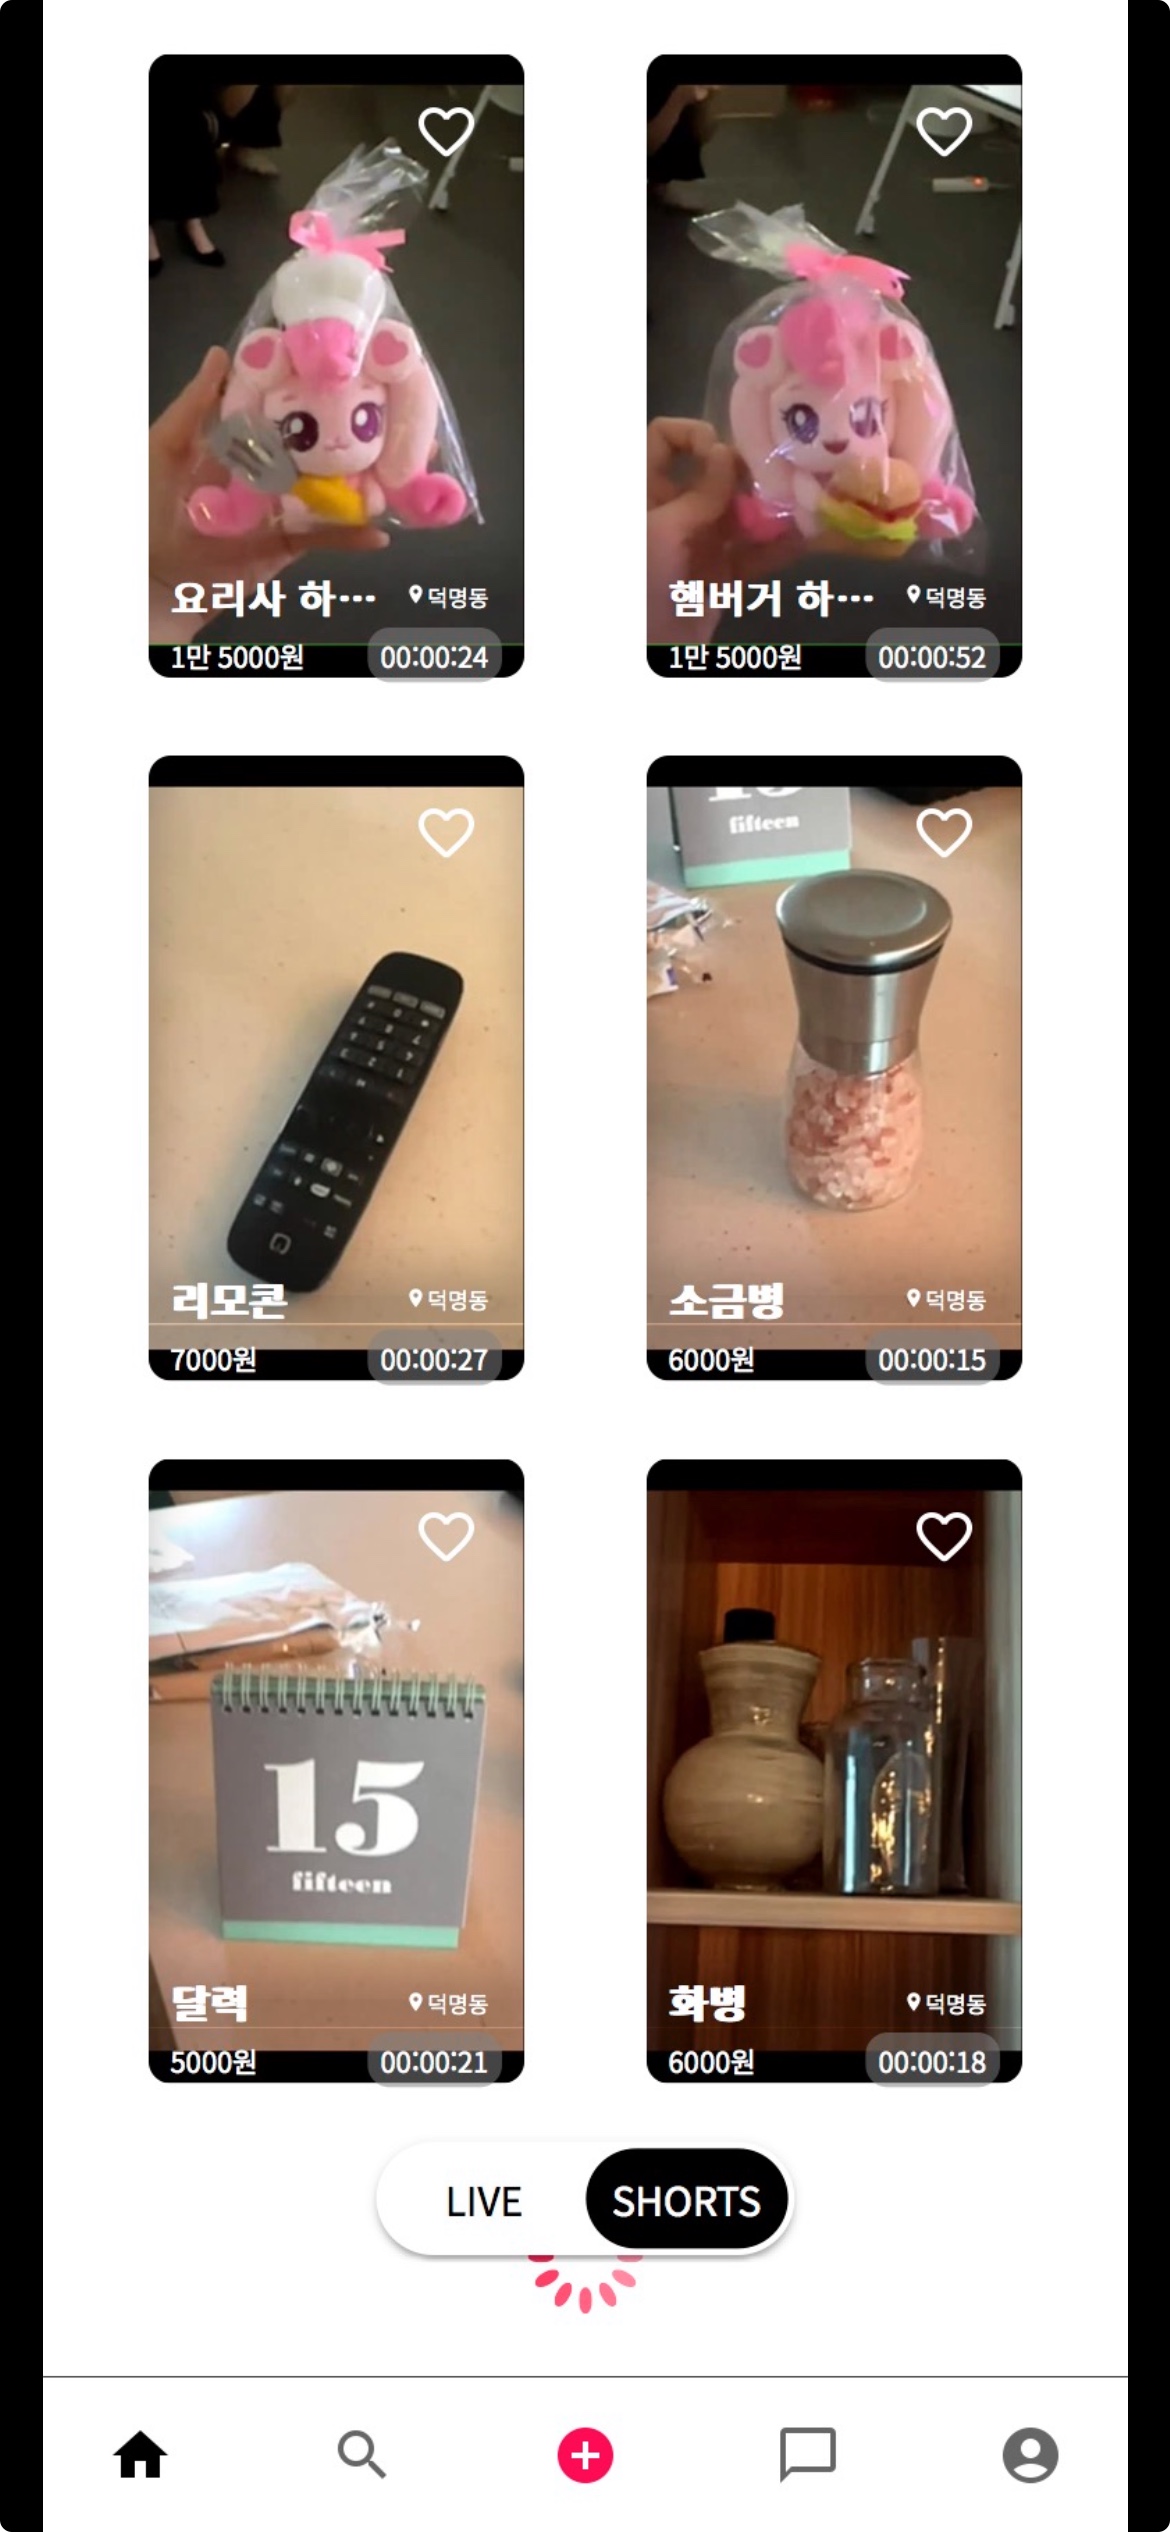 요리사 하···
덕명동
1만 5000원
00:00:24
햄버거 하···
덕명동
1만 5000원
00:00:52
리모콘
덕명동
7000원
00:00:27
15
fifteen
소금병
덕명동
6000원
00:00:15
15
fifteen
달력
덕명동
5000원
00:00:21
화병
덕명동
6000원
00:00:18
LIVE
SHORTS